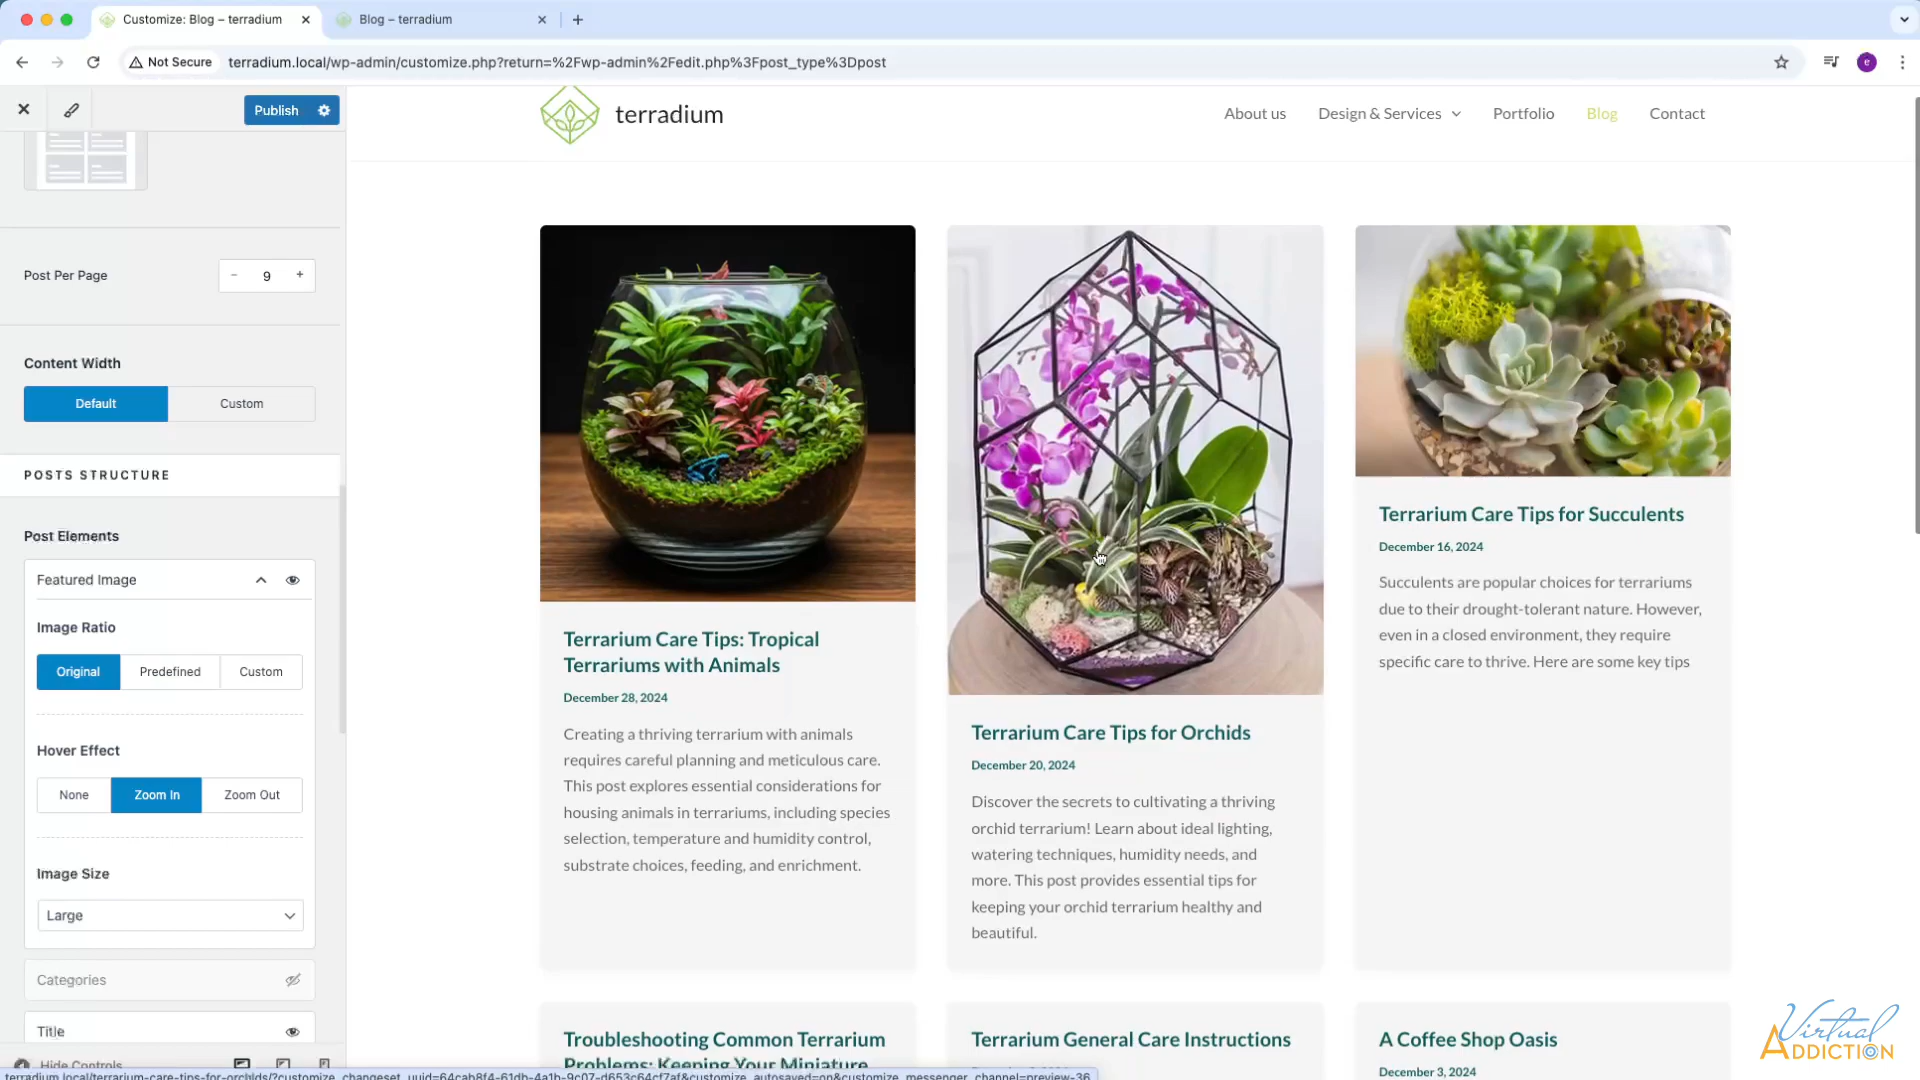 Customize: Blog – terradium
Blog – terradium
Not Secure
terradium.local/wp-admin/customize.php?return=%2Fwp-admin%2Fedit.php%3Fpost_type%3Dpost
e
Publish
terradium
About us
Design & Services
Portfolio
Blog
Contact
Post Per Page
9
Content Width
Default
Custom
POSTS STRUCTURE
Post Elements
Featured Image
Image Ratio
Original
Predefined
Custom
Hover Effect
None
Zoom In
Zoom Out
Image Size
Large
Categories
Title
Hide Controls
Terrarium Care Tips: Tropical
Terrariums with Animals
December 28, 2024
Creating a thriving terrarium with animals
requires careful planning and meticulous care.
This post explores essential considerations for
housing animals in terrariums, including species
selection, temperature and humidity control,
substrate choices, feeding, and enrichment.
Terrarium Care Tips for Orchids
December 20, 2024
Discover the secrets to cultivating a thriving
orchid terrarium! Learn about ideal lighting,
watering techniques, humidity needs, and
more. This post provides essential tips for
keeping your orchid terrarium healthy and
beautiful.
Terrarium Care Tips for Succulents
December 16, 2024
Succulents are popular choices for terrariums
due to their drought-tolerant nature. However,
even in a closed environment, they require
specific care to thrive. Here are some key tips
Troubleshooting Common Terrarium
Problems: Keeping Your Miniature
Terrarium General Care Instructions
A Coffee Shop Oasis
December 3, 2024
Virtual
ADDICTION